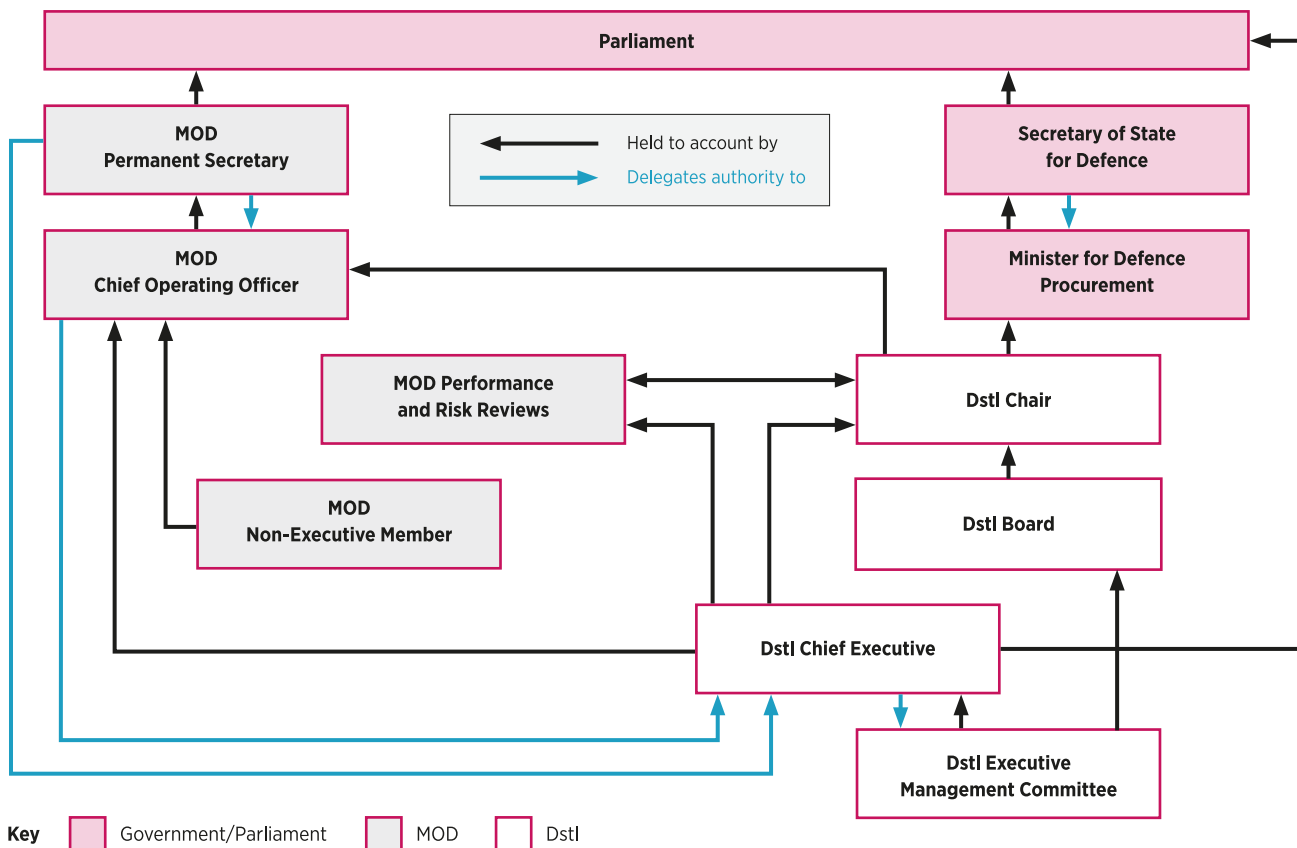 Parliament
MOD
Permanent Secretary
Held to account by
Delegates authority to
Secretary of State
for Defence
MOD
Chief Operating Officer
Minister for Defence
Procurement
MOD Performance
and Risk Reviews
Dstl Chair
MOD
Non-Executive Member
Dstl Board
Dstl Chief Executive
Dstl Executive
Management Committee
Key
Government/Parliament
MOD
Dstl